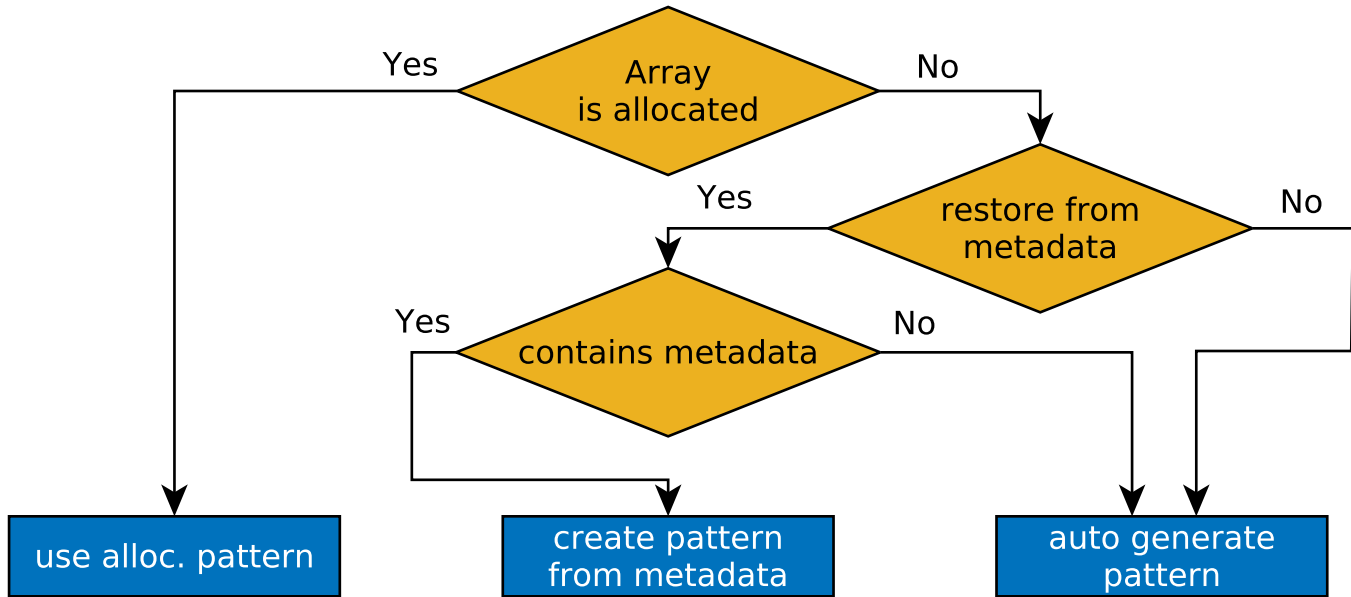 Yes
Array
is allocated
No
Yes
restore from
metadata
No
Yes
contains metadata
No
use alloc. pattern
create pattern
from metadata
auto generate
pattern